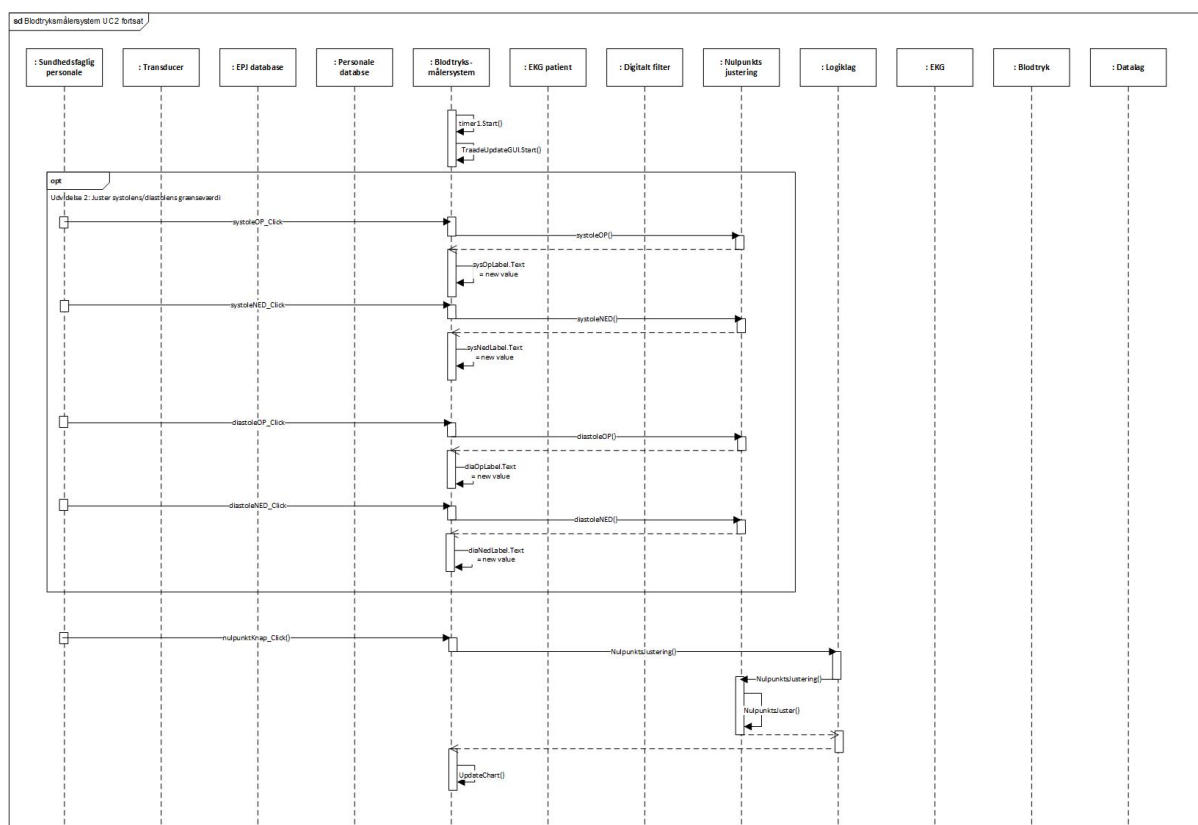 sd Blodtryksmålersystem UC2 fortsat
: Sundhedsfaglig
personale
: Transducer
: EPJ database
: Personale
databse
: Blodtryks-
målersystem
: EKG patient
: Digitalt filter
: Nulpunkts
justering
: Logiklag
: EKG
: Blodtryk
: Datalag
timer1.Start()
TraadeUpdateGUI.Start()
opt
Udvidelse 2: Juster systolens/diastolens grænseværdi
systoleOP_Click
systoleOP()
sysOpLabel.Text
= new value
systoleNED_Click
systoleNED()
sysNedLabel.Text
= new value
diastoleOP_Click
diastoleOP()
diaOpLabel.Text
= new value
diastoleNED_Click
diastoleNED()
diaNedLabel.Text
= new value
nulpunktKnap_Click()
NulpunktsJustering()
NulpunktsJustering()
NulpunktsJuster()
UpdateChart()